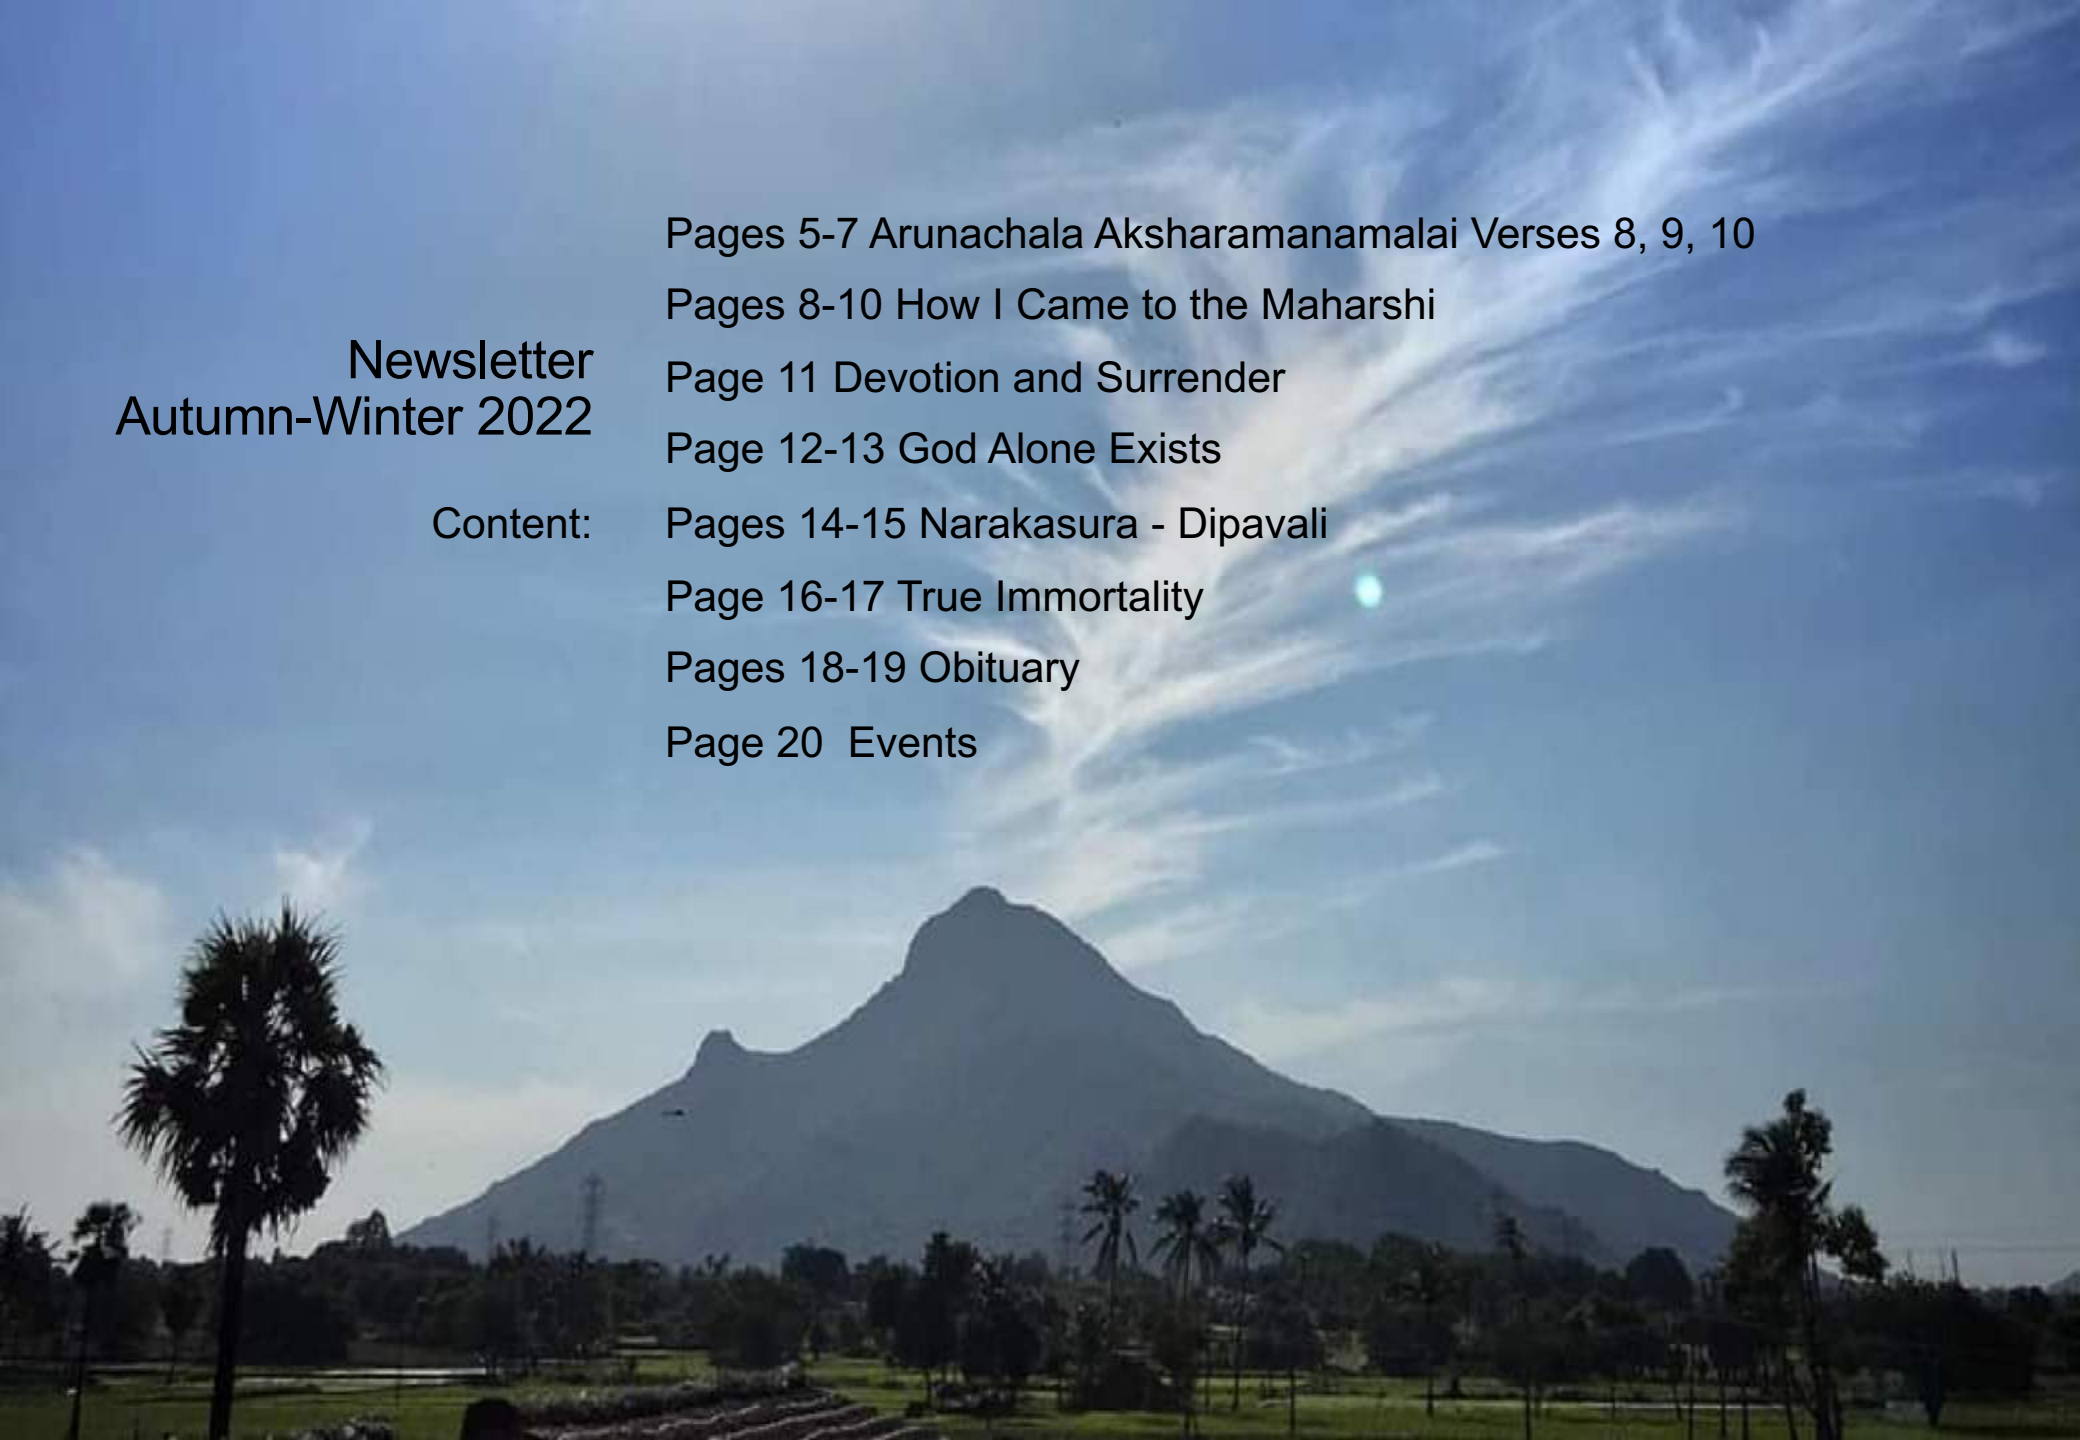 Newsletter
Autumn-Winter 2022
Content:
Pages 5-7 Arunachala Aksharamanamalai Verses 8, 9, 10
Pages 8-10 How I Came to the Maharshi
Page 11 Devotion and Surrender
Page 12-13 God Alone Exists
Pages 14-15 Narakasura - Dipavali
Page 16-17 True Immortality
Pages 18-19 Obituary
Page 20  Events